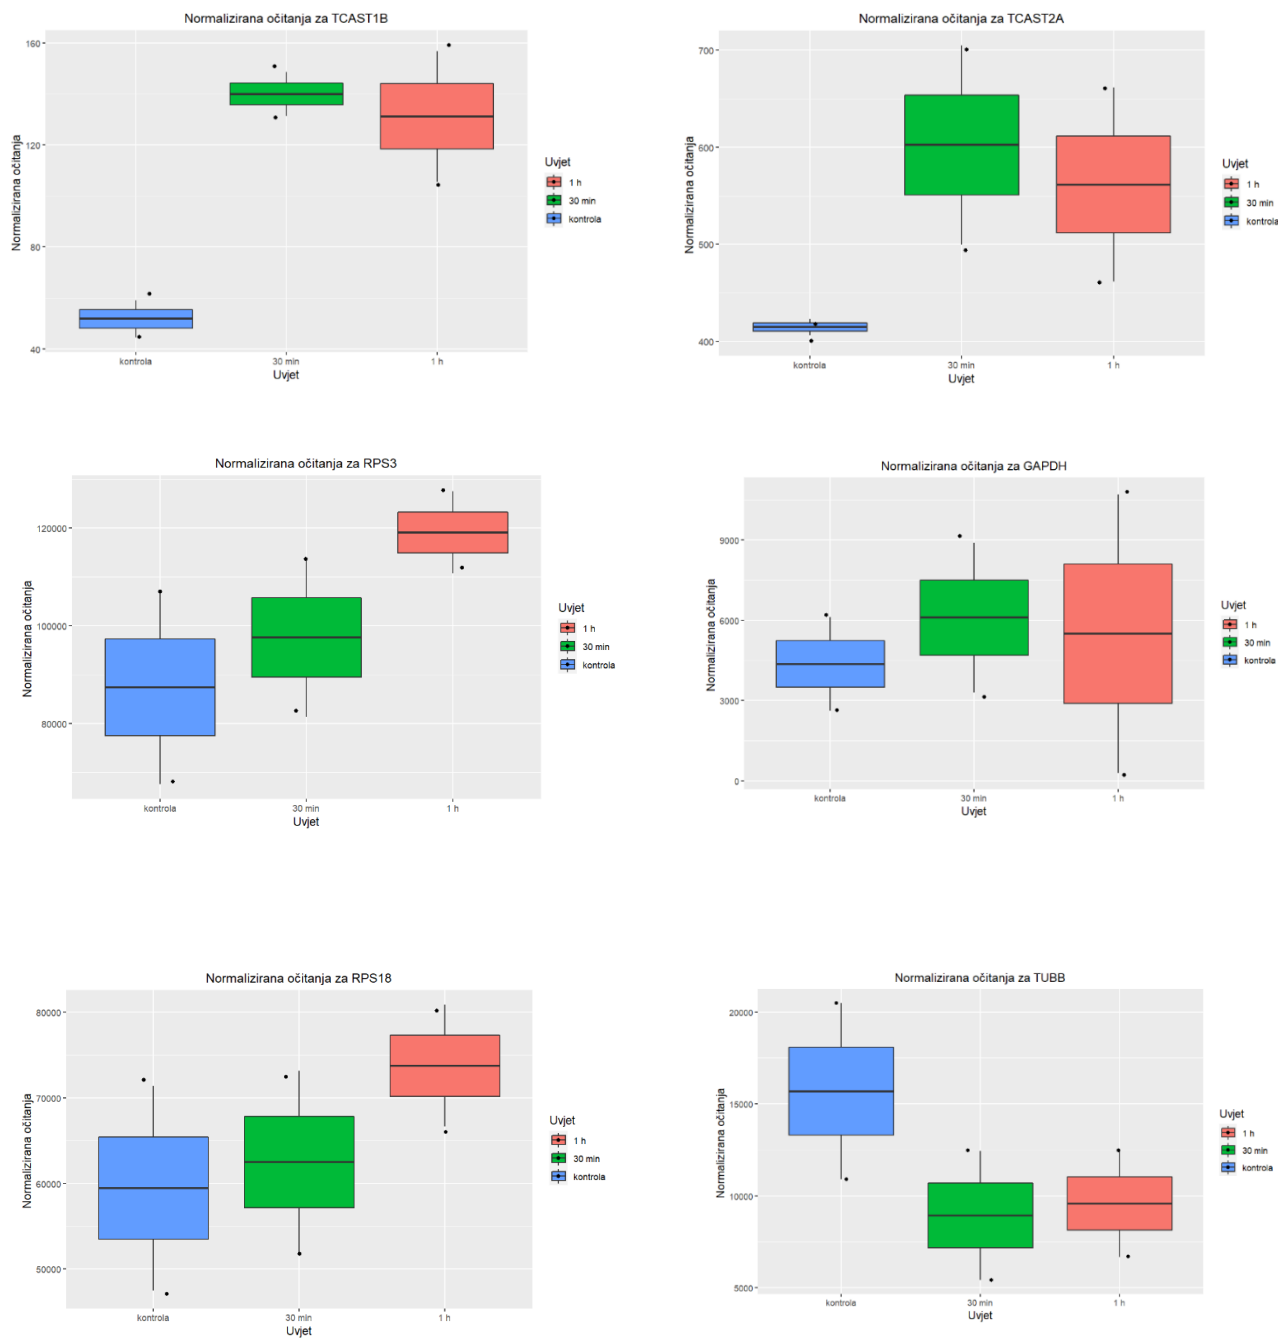 Normalizirana očitanja za TCAST1B
Normalizirana očitanja
160
120
80
40
kontrola
30 min
1 h
Uvjet
Uvjet
1 h
30 min
kontrola
Normalizirana očitanja za TCAST2A
Normalizirana očitanja
700
600
500
400
kontrola
30 min
1 h
Uvjet
Uvjet
1 h
30 min
kontrola
Normalizirana očitanja za RPS3
Normalizirana očitanja
120000
100000
80000
kontrola
30 min
1 h
Uvjet
Uvjet
1 h
30 min
kontrola
Normalizirana očitanja za GAPDH
Normalizirana očitanja
9000
6000
3000
0
kontrola
30 min
1 h
Uvjet
Uvjet
1 h
30 min
kontrola
Normalizirana očitanja za RPS18
Normalizirana očitanja
80000
70000
60000
50000
kontrola
30 min
1 h
Uvjet
Uvjet
1 h
30 min
kontrola
Normalizirana očitanja za TUBB
Normalizirana očitanja
20000
15000
10000
5000
kontrola
30 min
1 h
Uvjet
Uvjet
1 h
30 min
kontrola